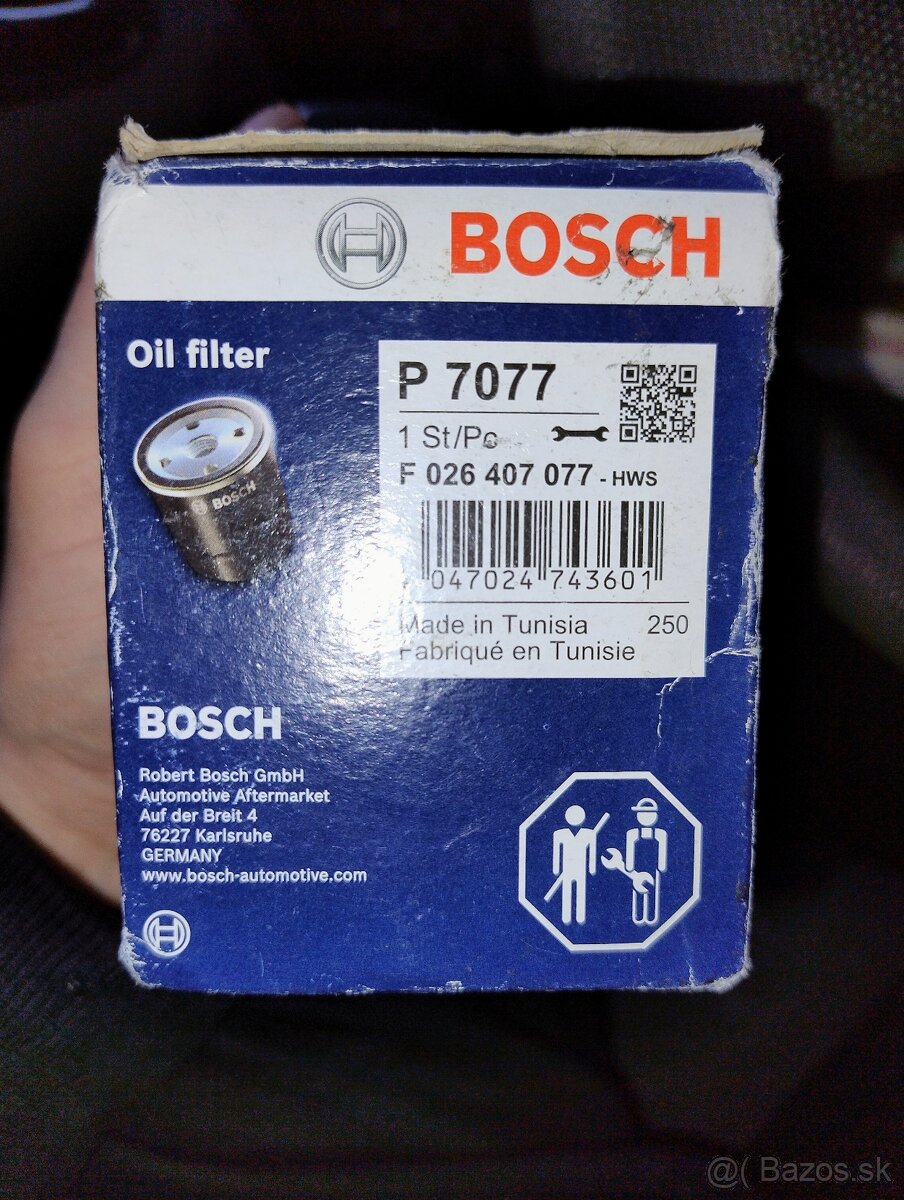 BOSCH
Oil filter
P 7077
1 St/Pc
F 026 407 077 - HWS
BOSCH
047024 743601
Made in Tunisia 250
Fabriqué en Tunisie
BOSCH
Robert Bosch GmbH
Automotive Aftermarket
Auf der Breit 4
76227 Karlsruhe
GERMANY
www.bosch-automotive.com
@( Bazos.sk